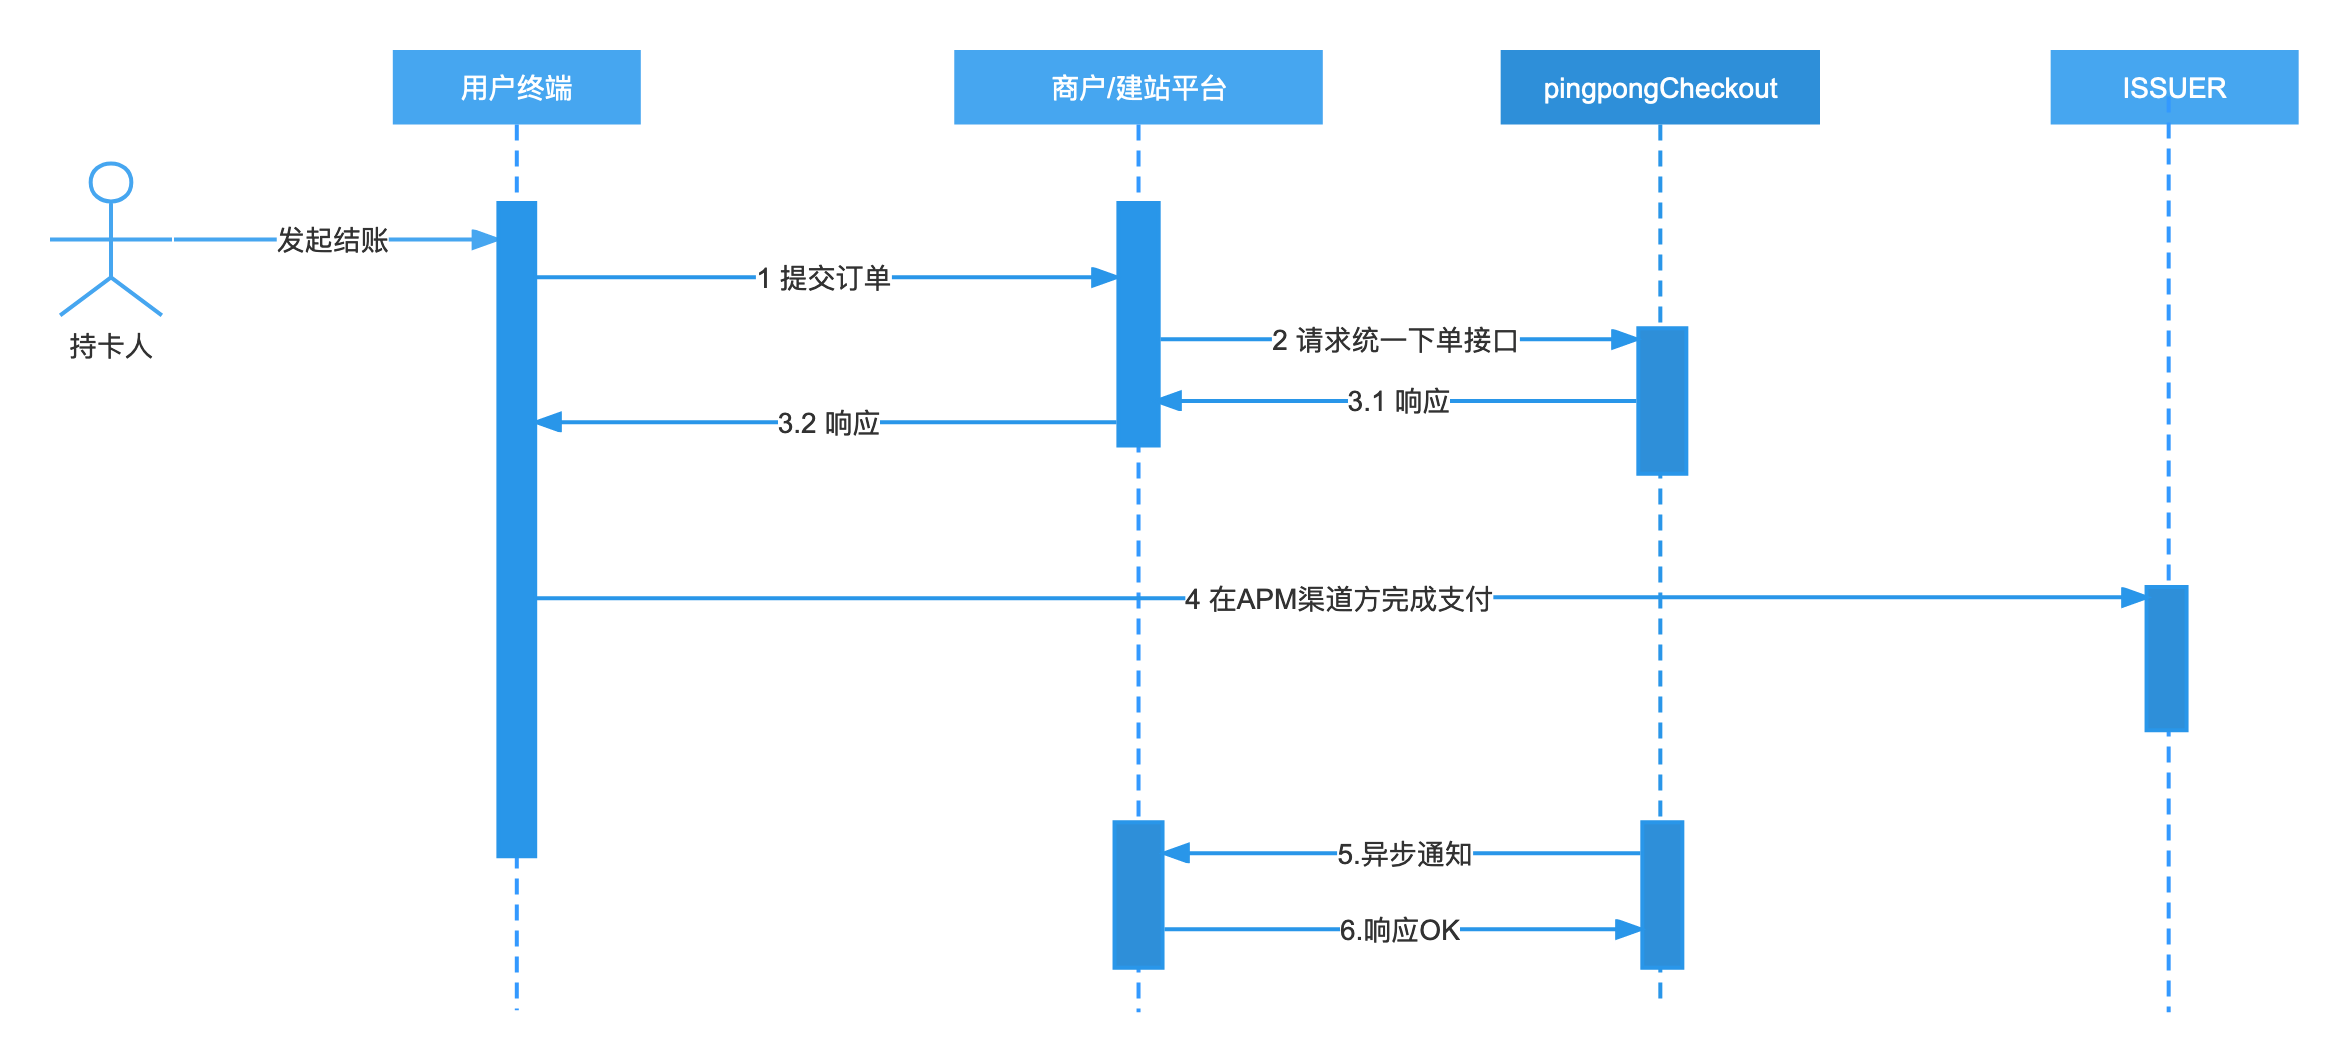 用户终端
商户/建站平台
pingpongCheckout
ISSUER
发起结账
持卡人
1 提交订单
2 请求统一下单接口
3.1 响应
3.2 响应
4 在APM渠道方完成支付
5.异步通知
6.响应OK